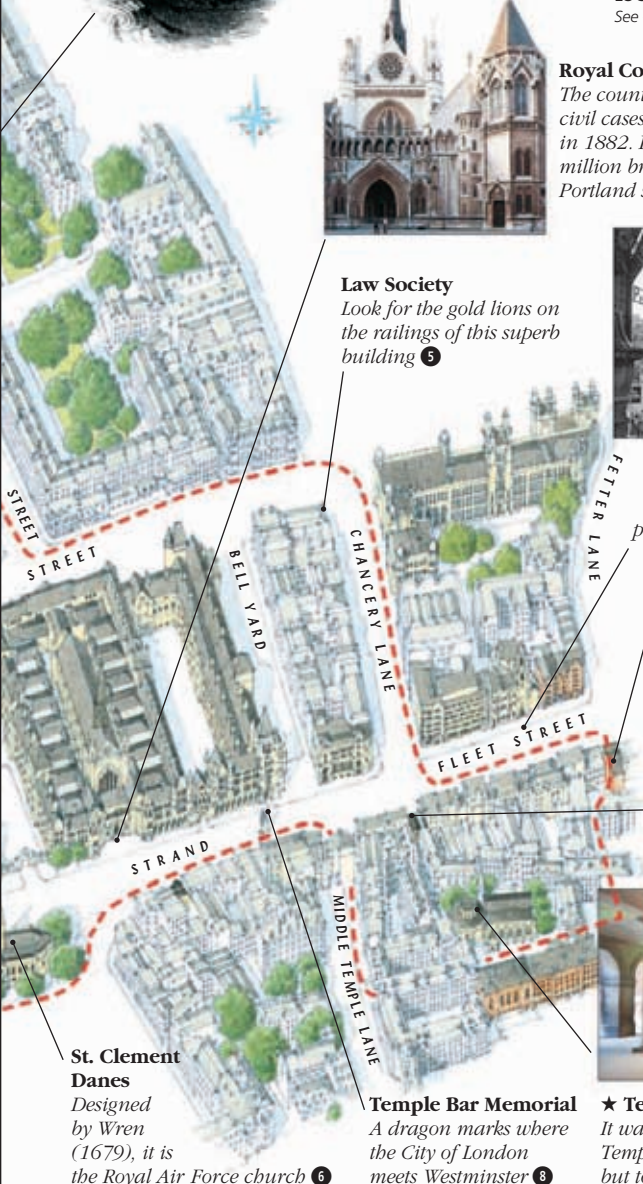 See
Royal Co
The coun
civil cases
in 1882.
million br
Portland
Law Society
Look for the gold lions on
the railings of this superb
building 5
FETTER LANE
p
STREET
STREET
BELL YARD
CHANCERY LANE
FLEET STREET
STRAND
MIDDLE TEMPLE LANE
St. Clement
Danes
Designed
by Wren
(1679), it is
the Royal Air Force church 6
Temple Bar Memorial
A dragon marks where
the City of London
meets Westminster 8
★ Te
It wa
Temp
but t